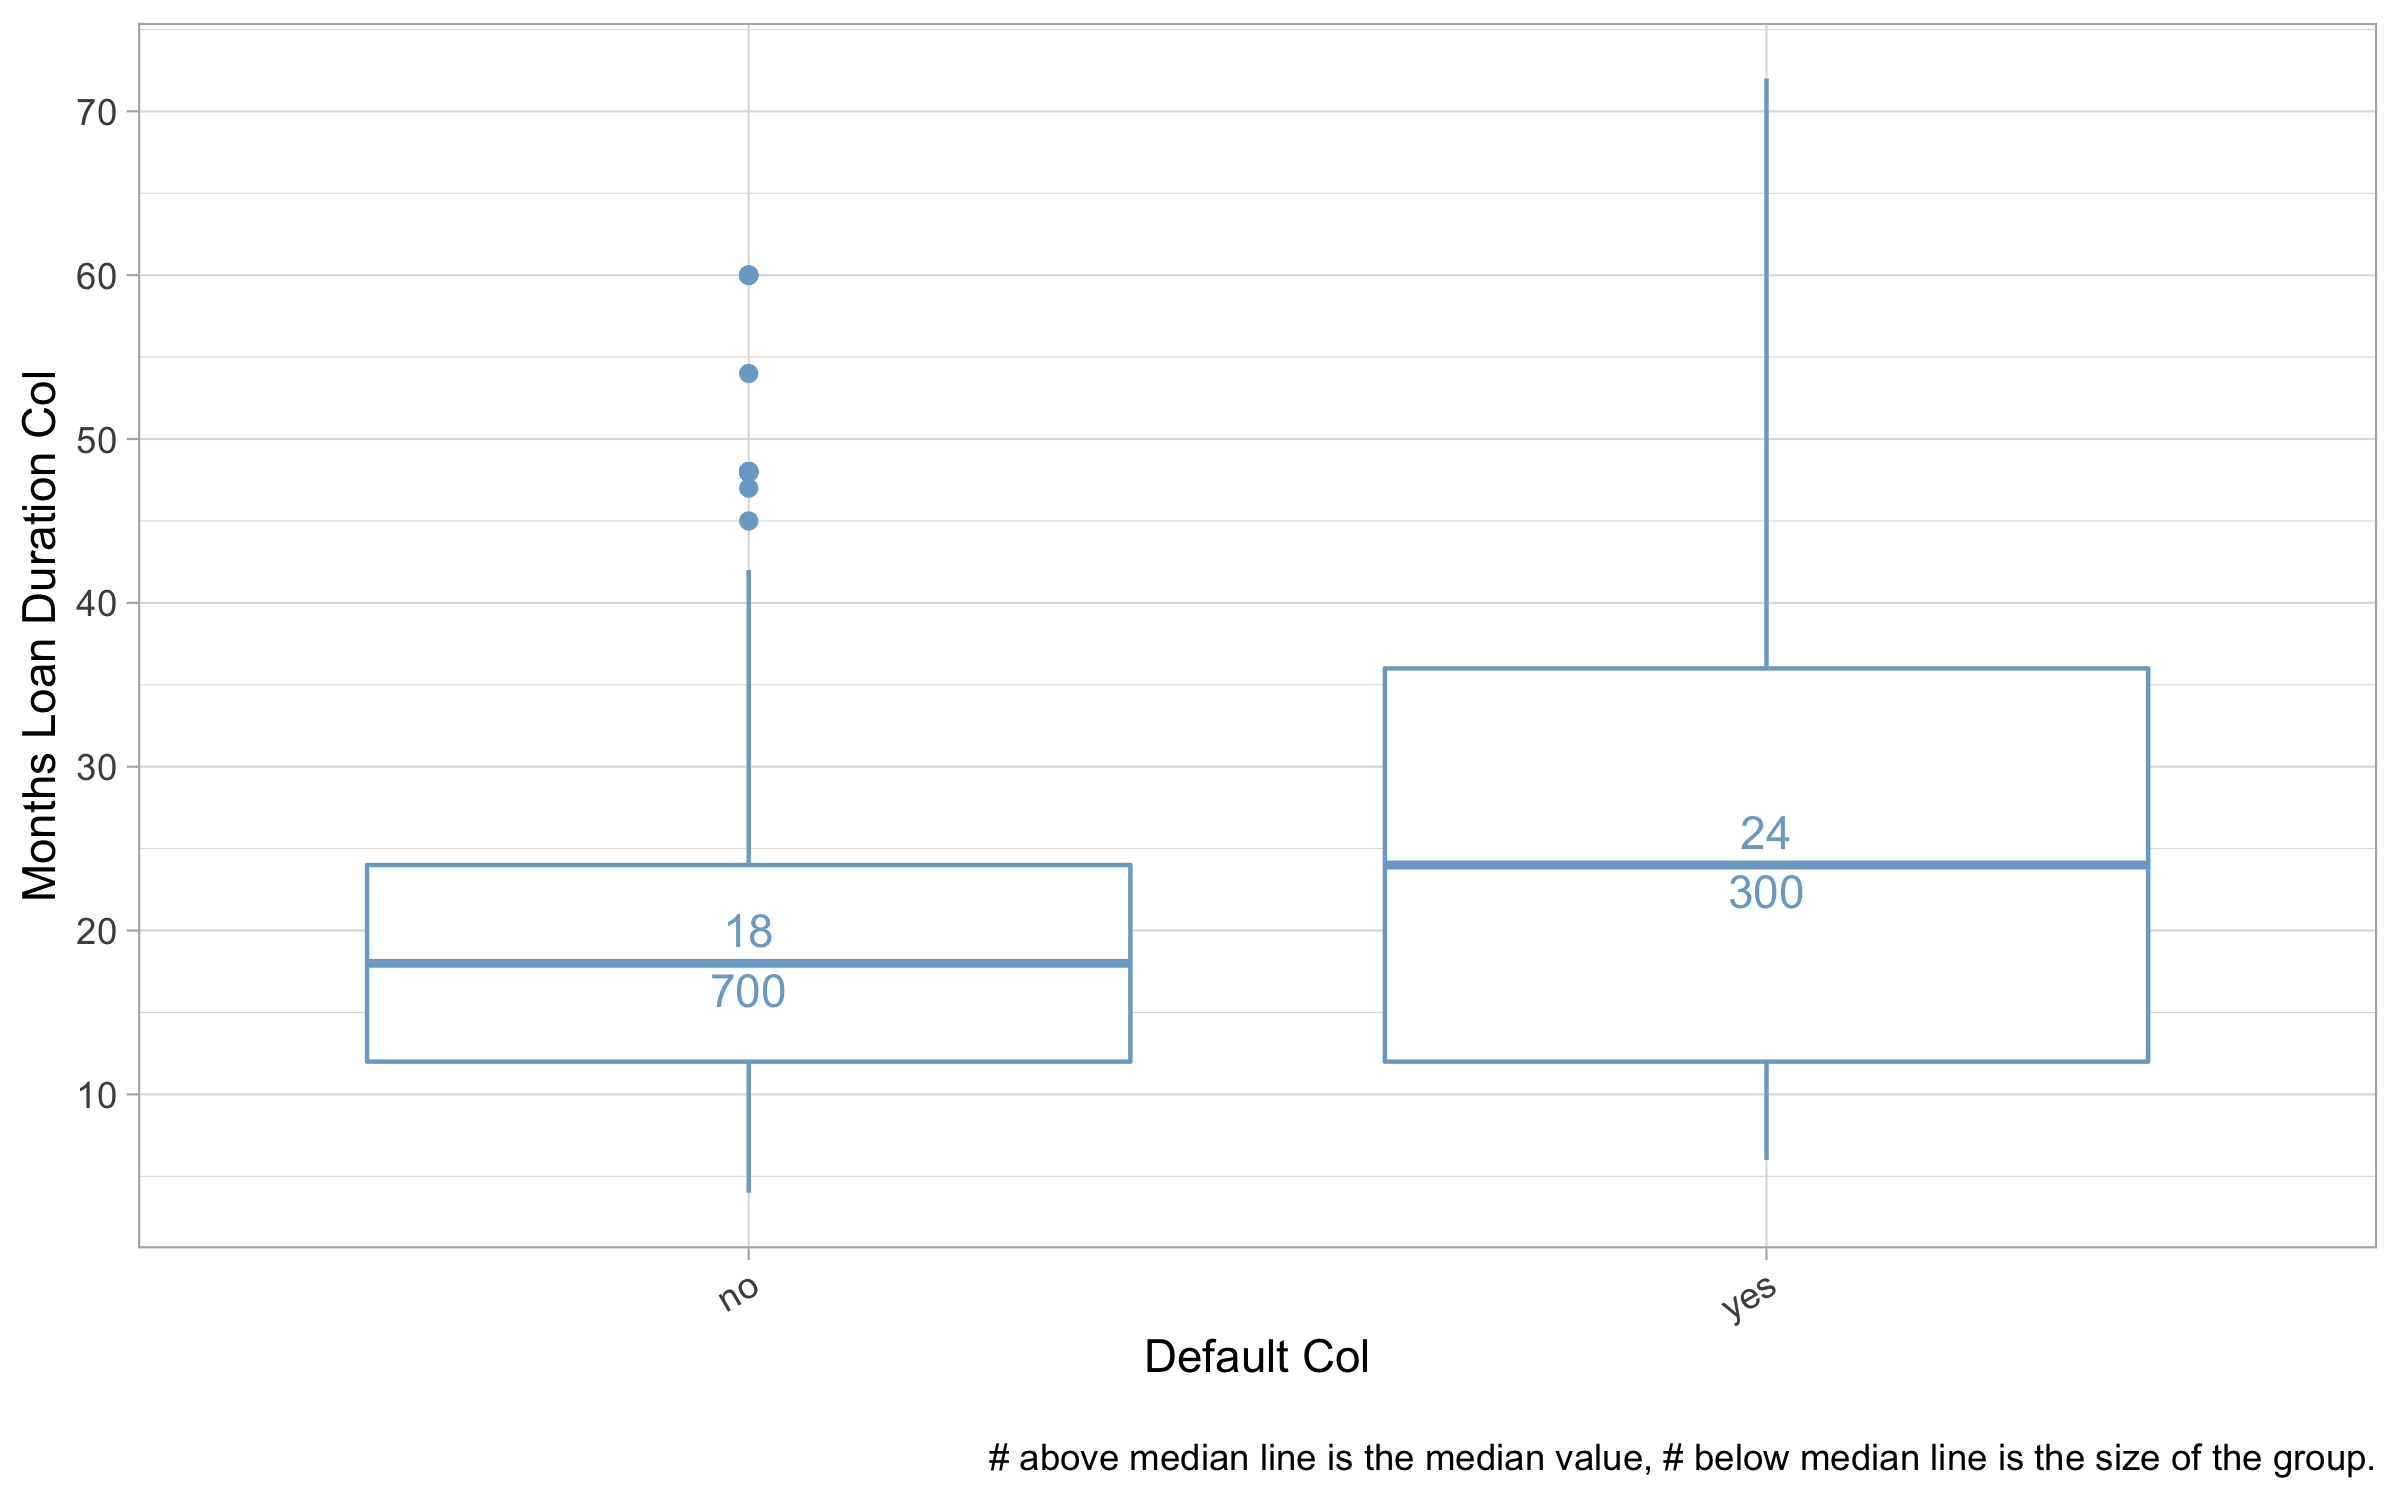 Months Loan Duration Col
70
60
50
40
30
20
10
24
300
18
700
no
yes
Default Col
# above median line is the median value, # below median line is the size of the group.